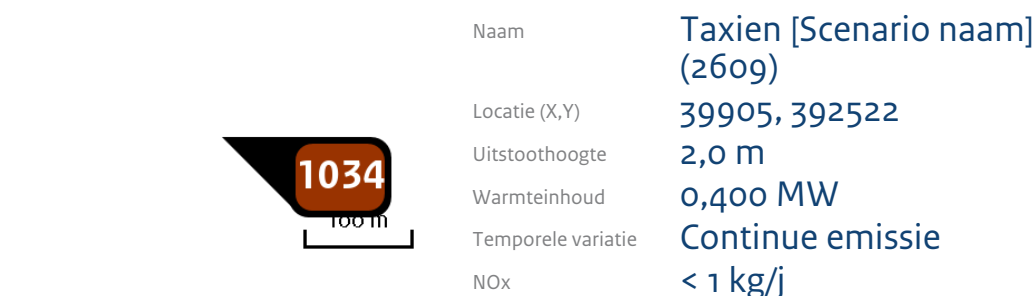 Naam Taxien [Scenario naam]
(2609)
Locatie (X,Y) 39905, 392522
Uitstoothoogte 2,0 m
Warmteinhoud 0,400 MW
Temporele variatie Continue emissie
NOx < 1 kg/j
1034
100 m